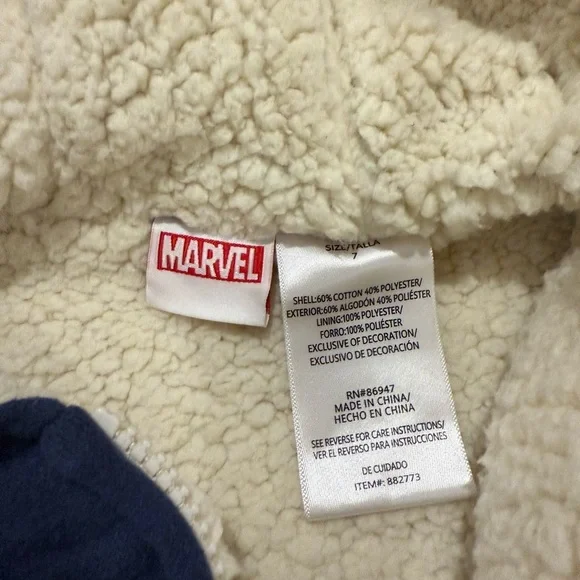 MARVEL
SIZE/TALLA
7
SHELL:60% COTTON 40% POLYESTER/
EXTERIOR:60% ALGODÓN 40% POLIÉSTER
LINING:100% POLYESTER/
FORRO:100% POLIÉSTER
EXCLUSIVE OF DECORATION/
EXCLUSIVO DE DECORACIÓN
RN#86947
MADE IN CHINA/
HECHO EN CHINA
SEE REVERSE FOR CARE INSTRUCTIONS/
VER EL REVERSO PARA INSTRUCCIONES
DE CUIDADO
ITEM#: 882773